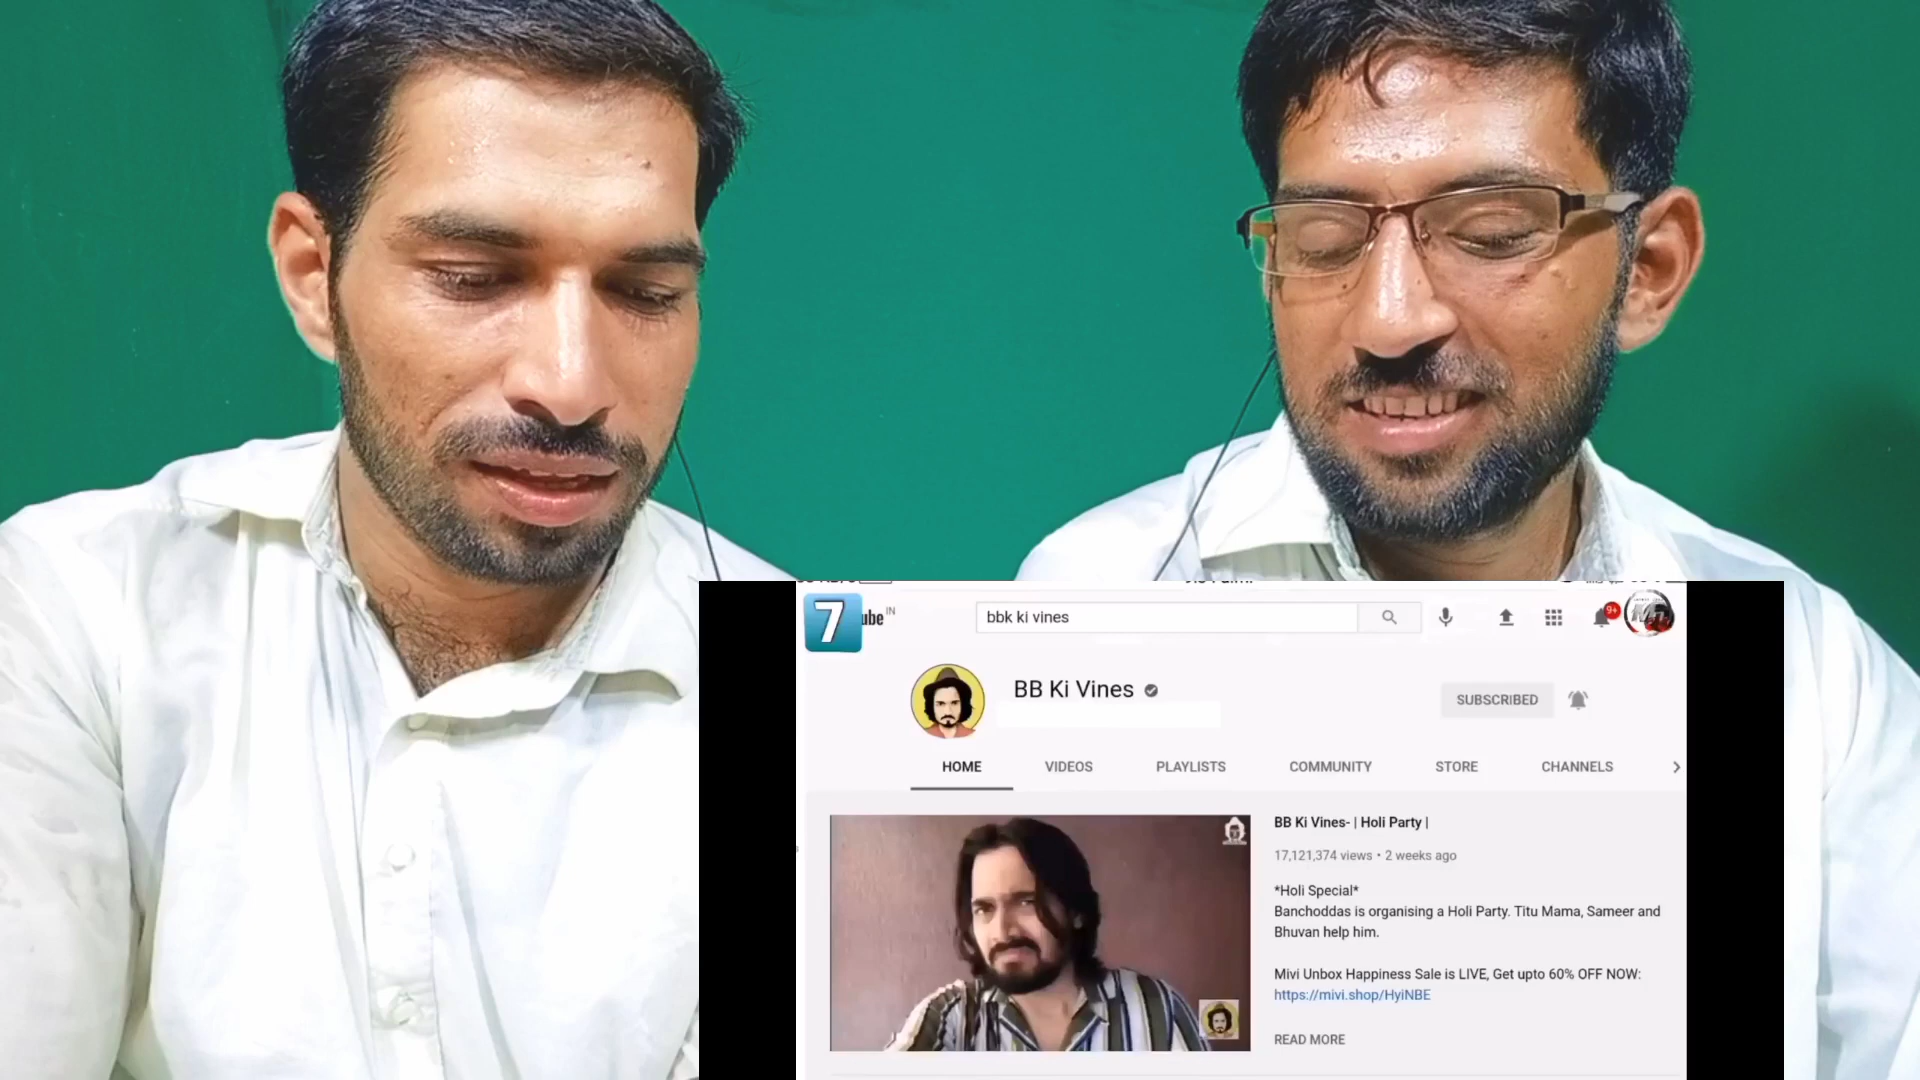 7
ube IN
bbk ki vines
9+
BB Ki Vines
SUBSCRIBED
HOME
VIDEOS
PLAYLISTS
COMMUNITY
STORE
CHANNELS
BB Ki Vines- | Holi Party |
17,121,374 views • 2 weeks ago
*Holi Special*
Banchoddas is organising a Holi Party. Titu Mama, Sameer and
Bhuvan help him.
Mivi Unbox Happiness Sale is LIVE, Get upto 60% OFF NOW:
https://mivi.shop/HyiNBE
READ MORE